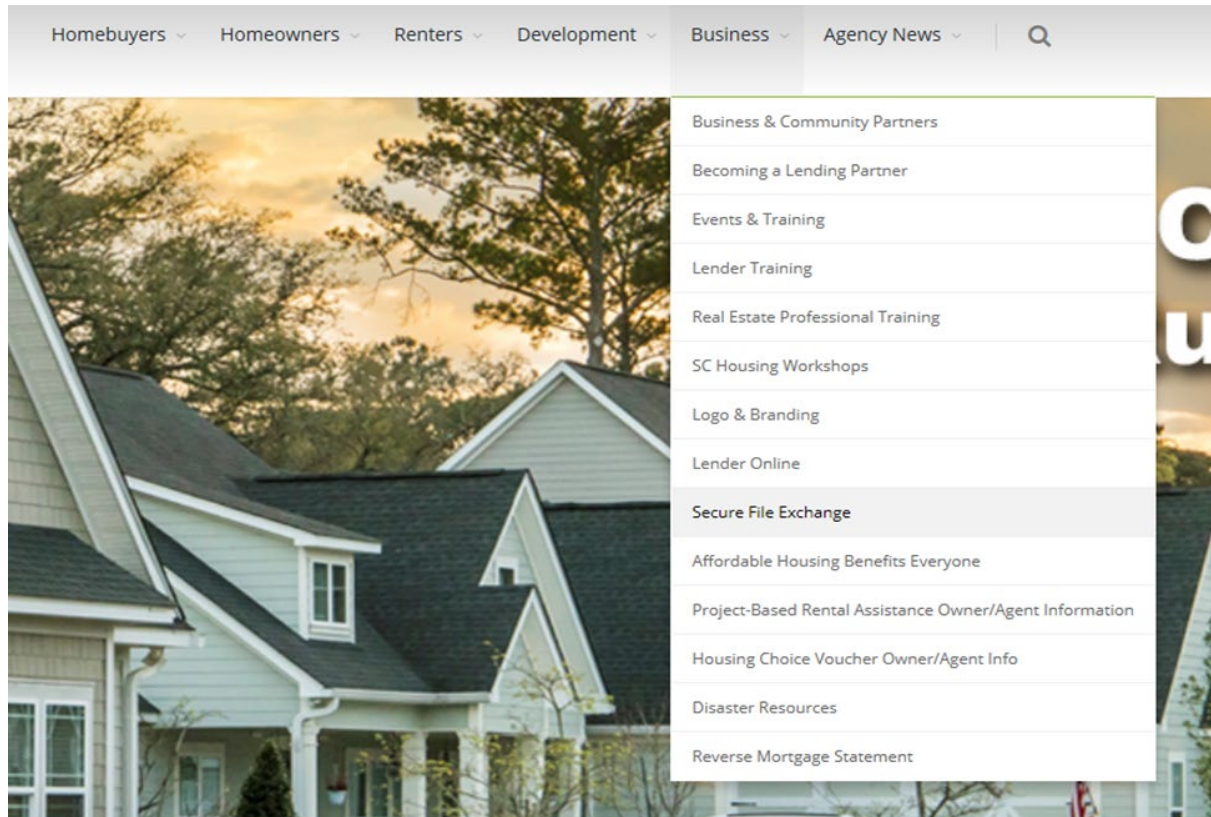 Homebuyers Homeowners Renters Development Business Agency News
Business & Community Partners
Becoming a Lending Partner
Events & Training
Lender Training
Real Estate Professional Training
SC Housing Workshops
Logo & Branding
Lender Online
Secure File Exchange
Affordable Housing Benefits Everyone
Project-Based Rental Assistance Owner/Agent Information
Housing Choice Voucher Owner/Agent Info
Disaster Resources
Reverse Mortgage Statement